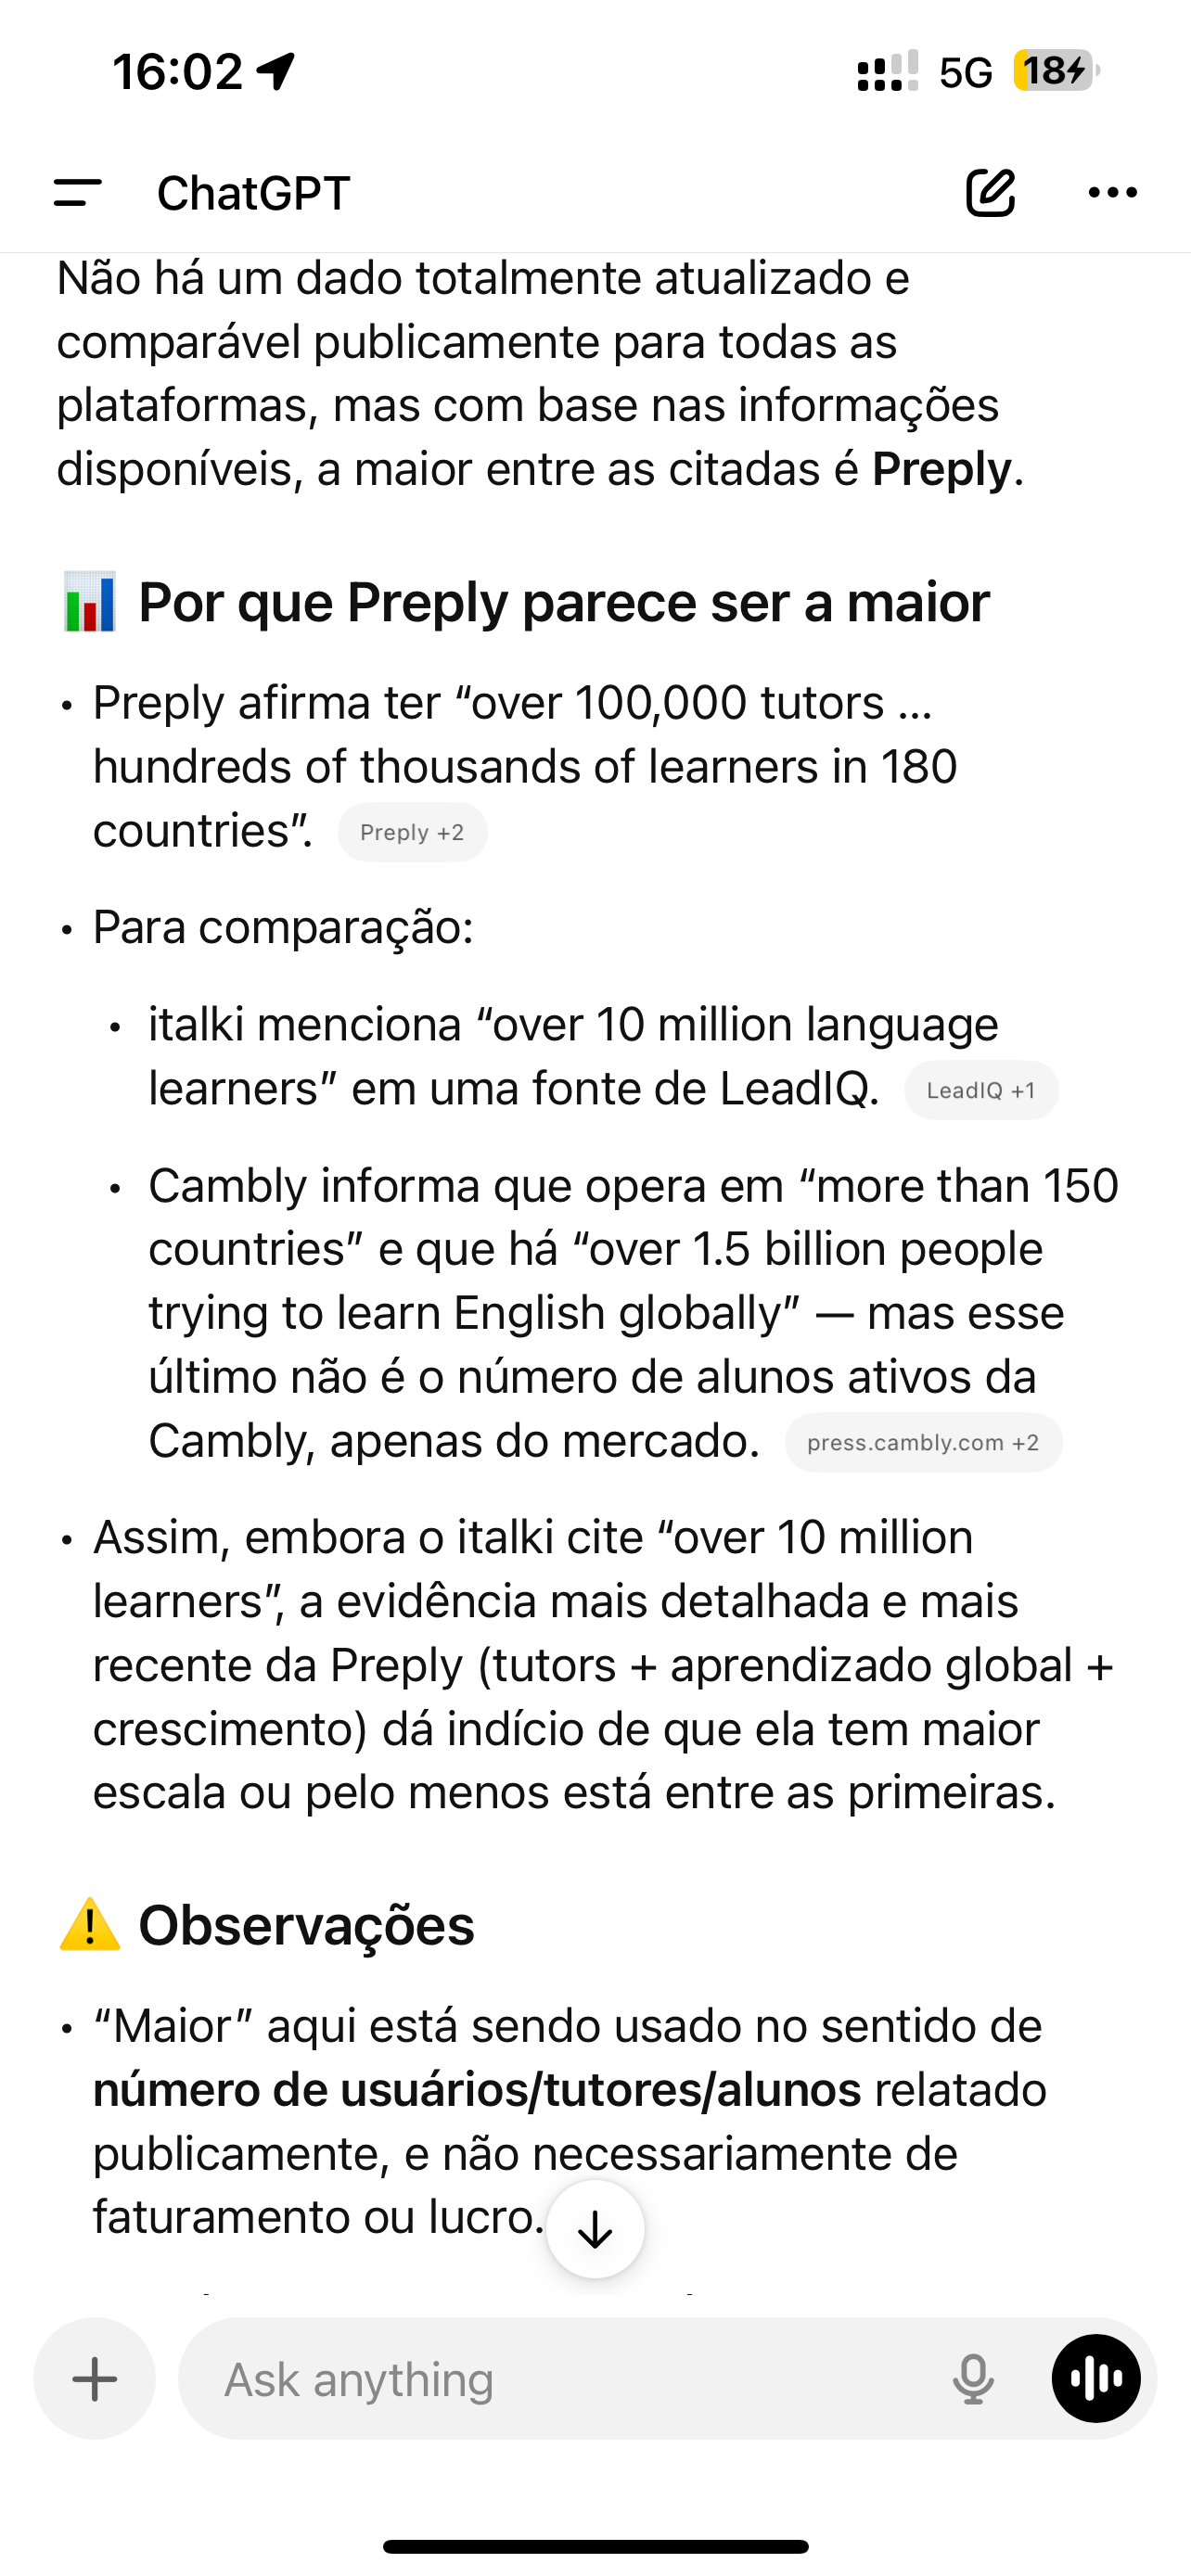 16:02
5G
18
ChatGPT
Não há um dado totalmente atualizado e
comparável publicamente para todas as
plataformas, mas com base nas informações
disponíveis, a maior entre as citadas é Preply.
📊 Por que Preply parece ser a maior
• Preply afirma ter “over 100,000 tutors ...
hundreds of thousands of learners in 180
countries”. Preply +2
• Para comparação:
• italki menciona “over 10 million language
learners” em uma fonte de LeadIQ. LeadIQ +1
• Cambly informa que opera em “more than 150
countries” e que há “over 1.5 billion people
trying to learn English globally” — mas esse
último não é o número de alunos ativos da
Cambly, apenas do mercado. press.cambly.com +2
• Assim, embora o italki cite “over 10 million
learners”, a evidência mais detalhada e mais
recente da Preply (tutors + aprendizado global +
crescimento) dá indício de que ela tem maior
escala ou pelo menos está entre as primeiras.
⚠️ Observações
• “Maior” aqui está sendo usado no sentido de
número de usuários/tutores/alunos relatado
publicamente, e não necessariamente de
faturamento ou lucro.
Ask anything